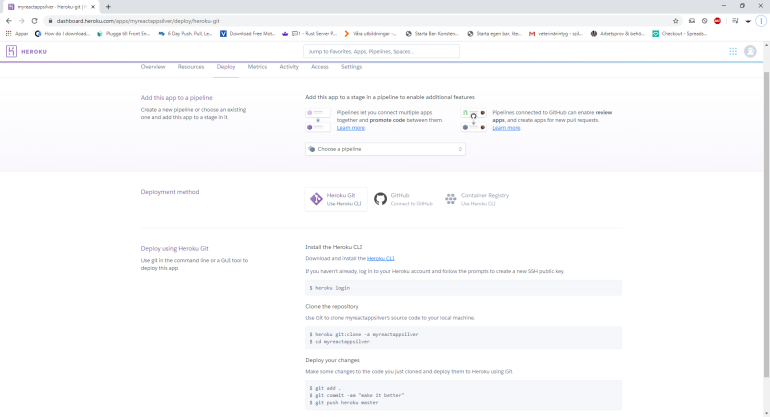 myreactappsilver · Heroku-git |
dashboard.heroku.com/apps/myreactappsilver/deploy/heroku-git
Appar
How do I download...
Plugga till Front En...
6 Day Push, Pull, Le...
Download Free Mot...
- Rust Server P...
Våra utbildningar -...
Starta Bar: Konsten...
Starta egen bar, lite...
Arbetsprov & behö...
Checkout - Spreads...
HEROKU
Jump to Favorites, Apps, Pipelines, Spaces...
Overview
Resources
Deploy
Metrics
Activity
Access
Settings
Add this app to a pipeline
Create a new pipeline or choose an existing
one and add this app to a stage in it.
Add this app to a stage in a pipeline to enable additional features
Pipelines let you connect multiple apps
together and promote code between them.
Learn more.
Pipelines connected to GitHub can enable review
apps, and create apps for new pull requests.
Learn more.
Choose a pipeline
Deployment method
Heroku Git
Use Heroku CLI
GitHub
Connect to GitHub
Container Registry
Use Heroku CLI
Deploy using Heroku Git
Use git in the command line or a GUI tool to
deploy this app.
Install the Heroku CLI
Download and install the Heroku CLI.
If you haven't already, log in to your Heroku account and follow the prompts to create a new SSH public key.
$ heroku login
Clone the repository
Use Git to clone myreactappsilver's source code to your local machine.
$ heroku git:clone -a myreactappsilver
$ cd myreactappsilver
Deploy your changes
Make some changes to the code you just cloned and deploy them to Heroku using Git.
$ git add .
$ git commit -am "make it better"
$ git push heroku master